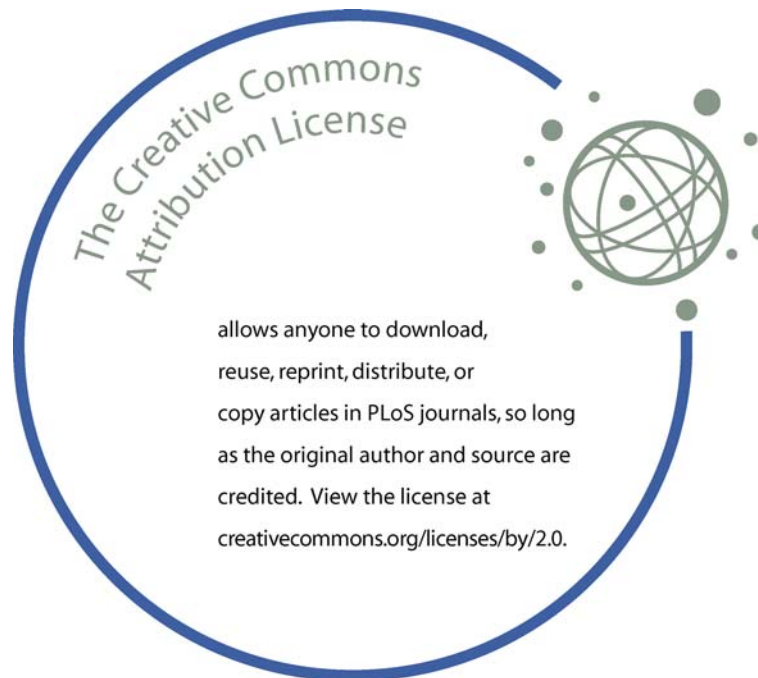 The Creative Commons
Attribution License
allows anyone to download,
reuse, reprint, distribute, or
copy articles in PLoS journals, so long
as the original author and source are
credited. View the license at
creativecommons.org/licenses/by/2.0.